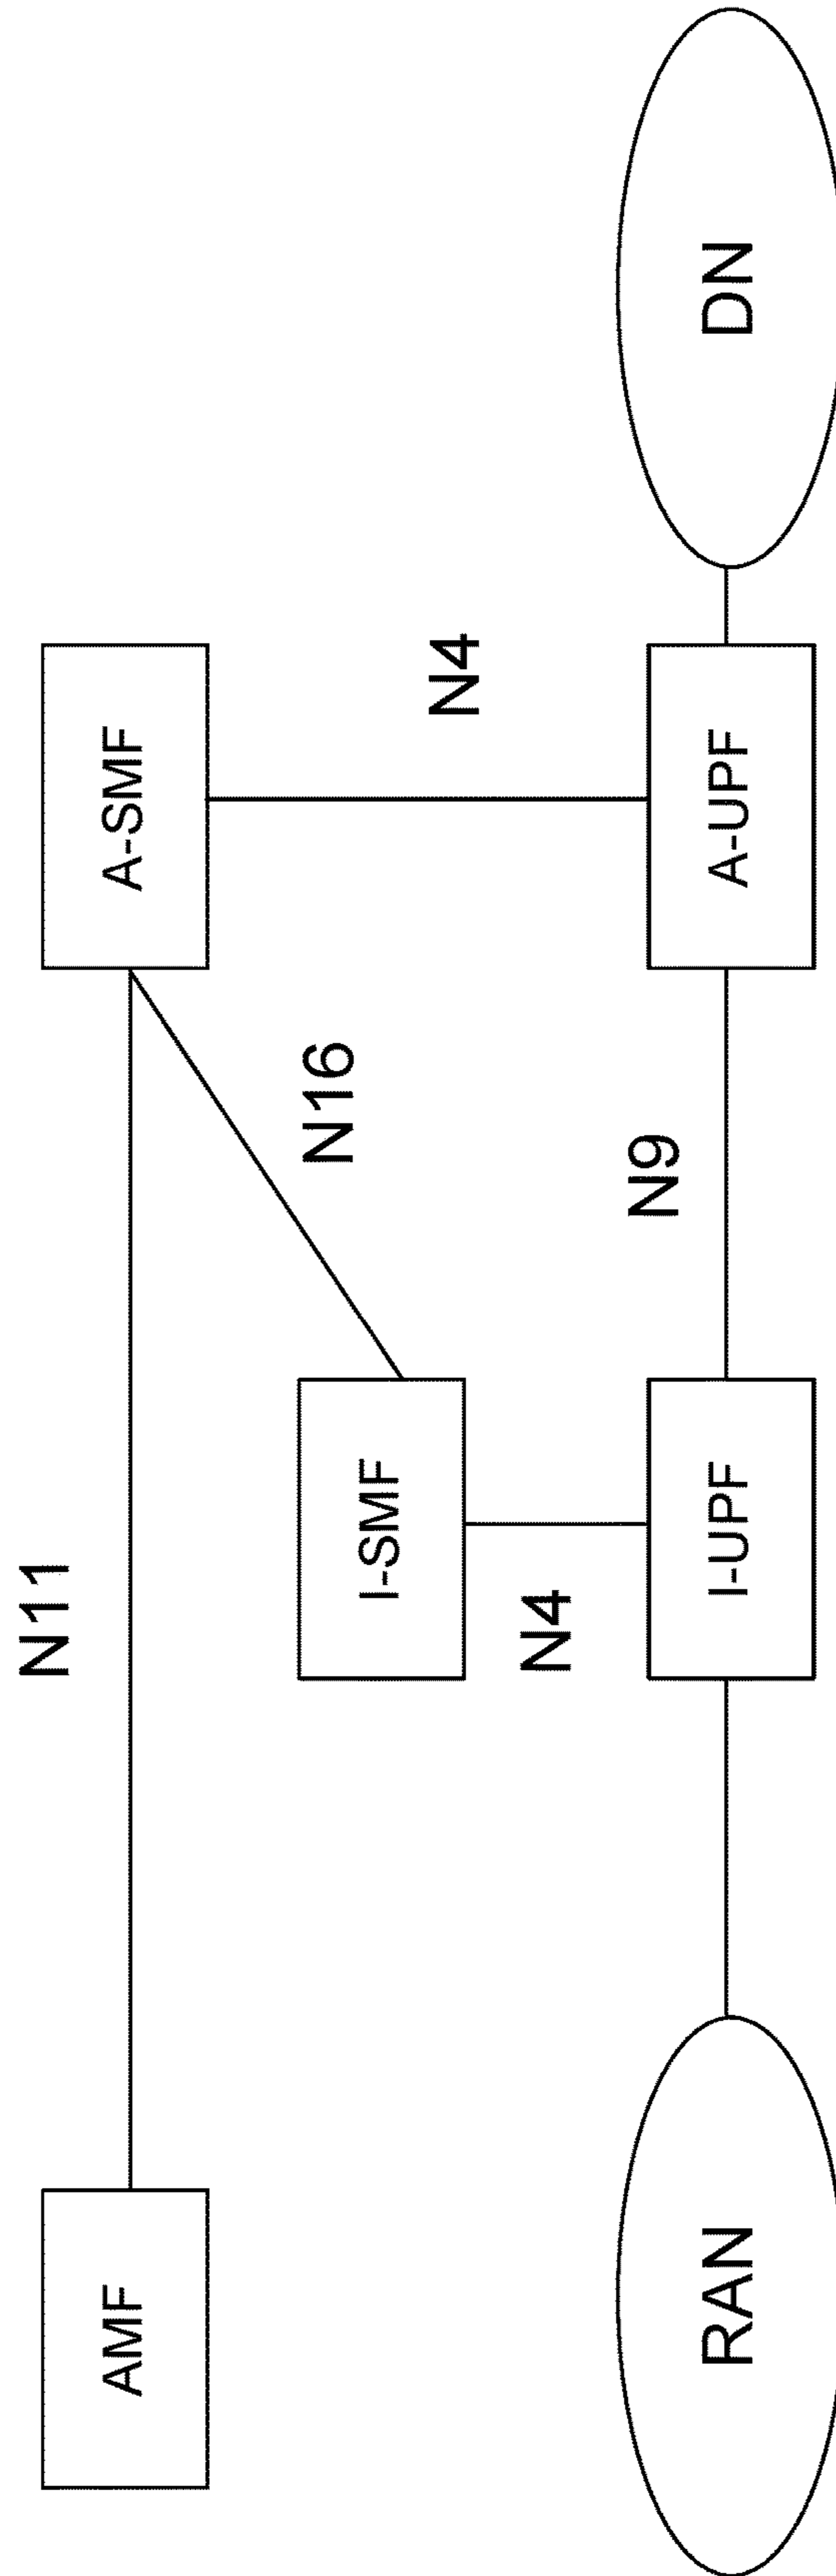 N11
AMF
A-SMF
N16
I-SMF
N4
N4
N9
RAN
I-UPF
A-UPF
DN